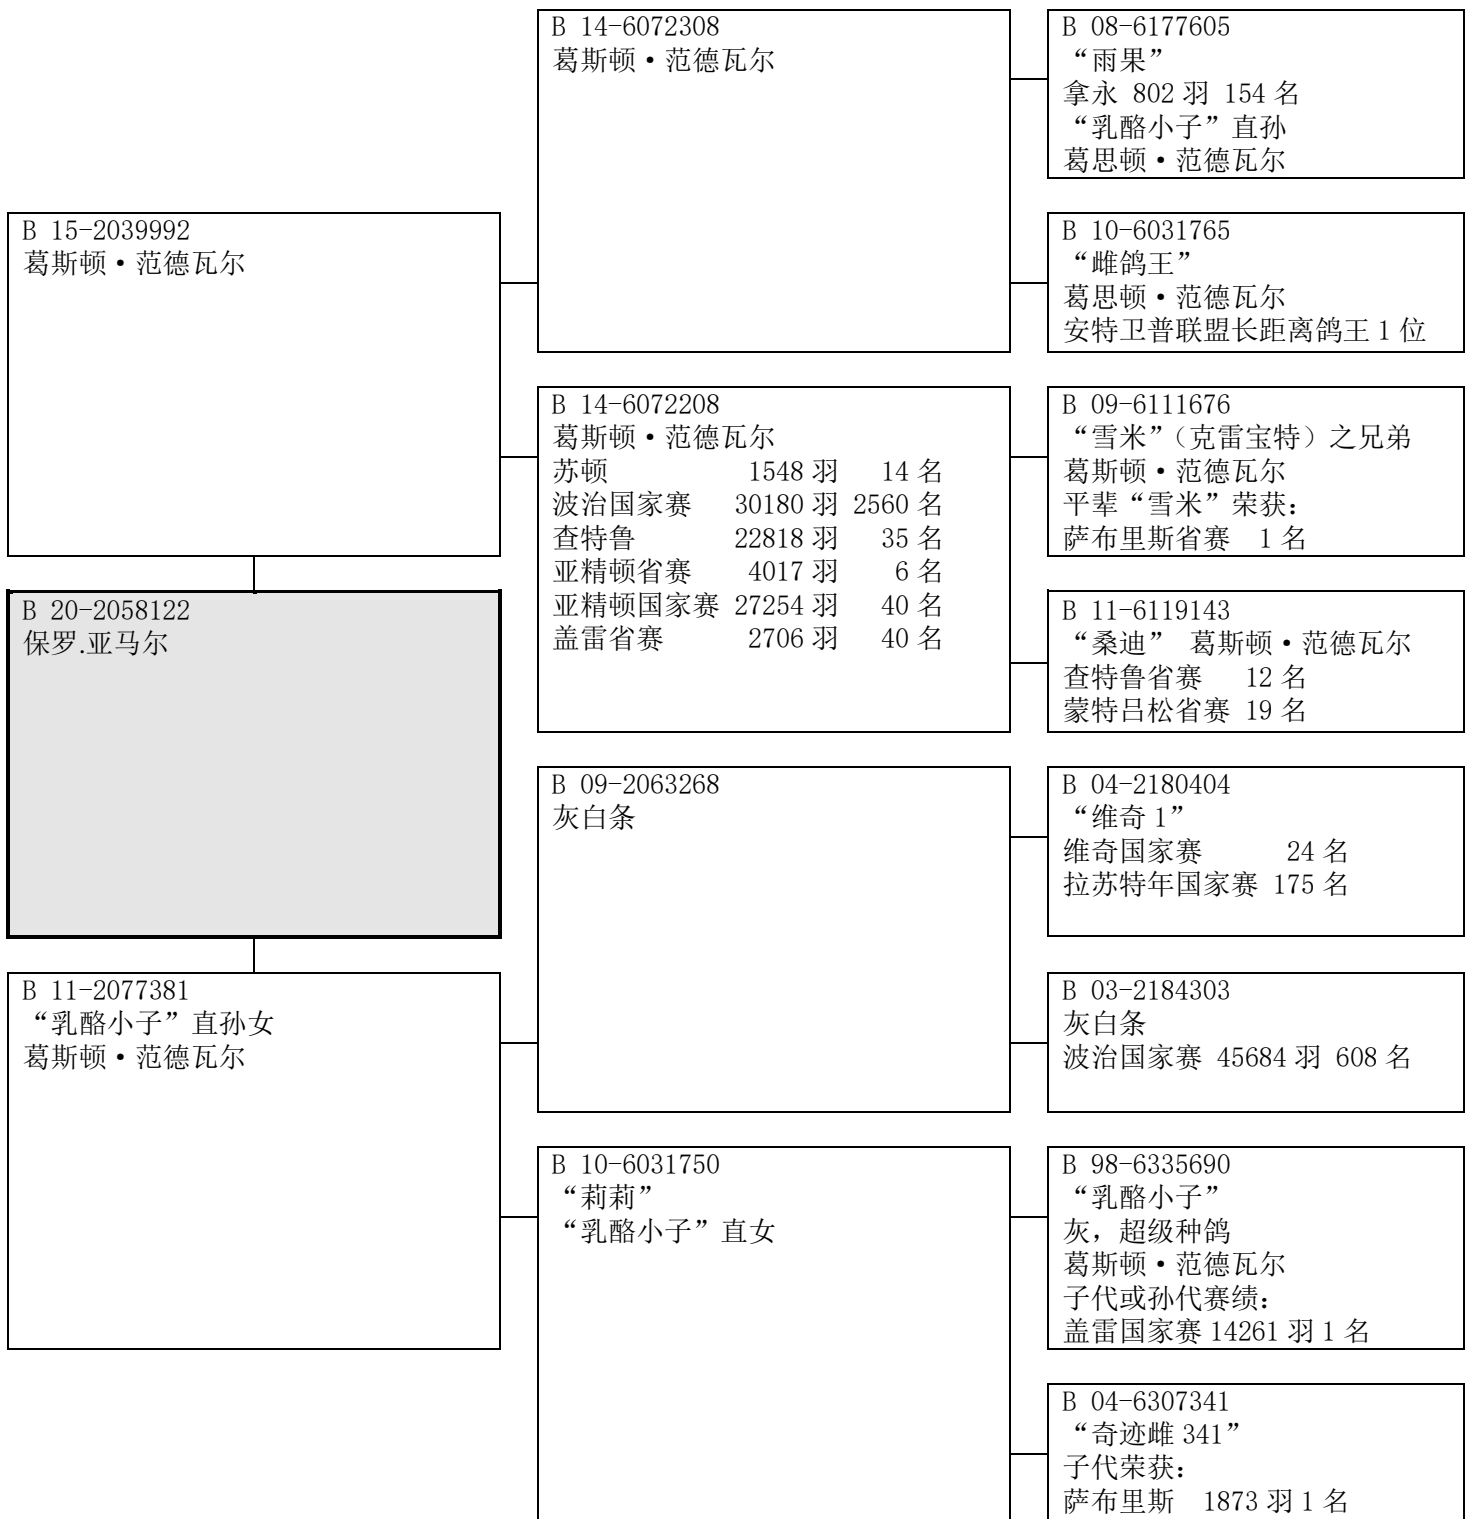 B 15-2039992
葛斯顿·范德瓦尔
B 20-2058122
保罗.亚马尔
B 11-2077381
“乳酪小子”直孙女
葛斯顿·范德瓦尔
B 14-6072308
葛斯顿·范德瓦尔
B 14-6072208
葛斯顿·范德瓦尔
苏顿 1548 羽 14 名
波治国家赛 30180 羽 2560 名
查特鲁 22818 羽 35 名
亚精顿省赛 4017 羽 6 名
亚精顿国家赛 27254 羽 40 名
盖雷省赛 2706 羽 40 名
B 09-2063268
灰白条
B 10-6031750
“莉莉”
“乳酪小子”直女
B 08-6177605
“雨果”
拿永 802 羽 154 名
“乳酪小子”直孙
葛思顿·范德瓦尔
B 10-6031765
“雌鸽王”
葛思顿·范德瓦尔
安特卫普联盟长距离鸽王 1 位
B 09-6111676
“雪米”（克雷宝特）之兄弟
葛斯顿·范德瓦尔
平辈“雪米”荣获：
萨布里斯省赛 1 名
B 11-6119143
“桑迪” 葛斯顿·范德瓦尔
查特鲁省赛 12 名
蒙特吕松省赛 19 名
B 04-2180404
“维奇 1”
维奇国家赛 24 名
拉苏特年国家赛 175 名
B 03-2184303
灰白条
波治国家赛 45684 羽 608 名
B 98-6335690
“乳酪小子”
灰，超级种鸽
葛斯顿·范德瓦尔
子代或孙代赛绩：
盖雷国家赛 14261 羽 1 名
B 04-6307341
“奇迹雌 341”
子代荣获：
萨布里斯 1873 羽 1 名